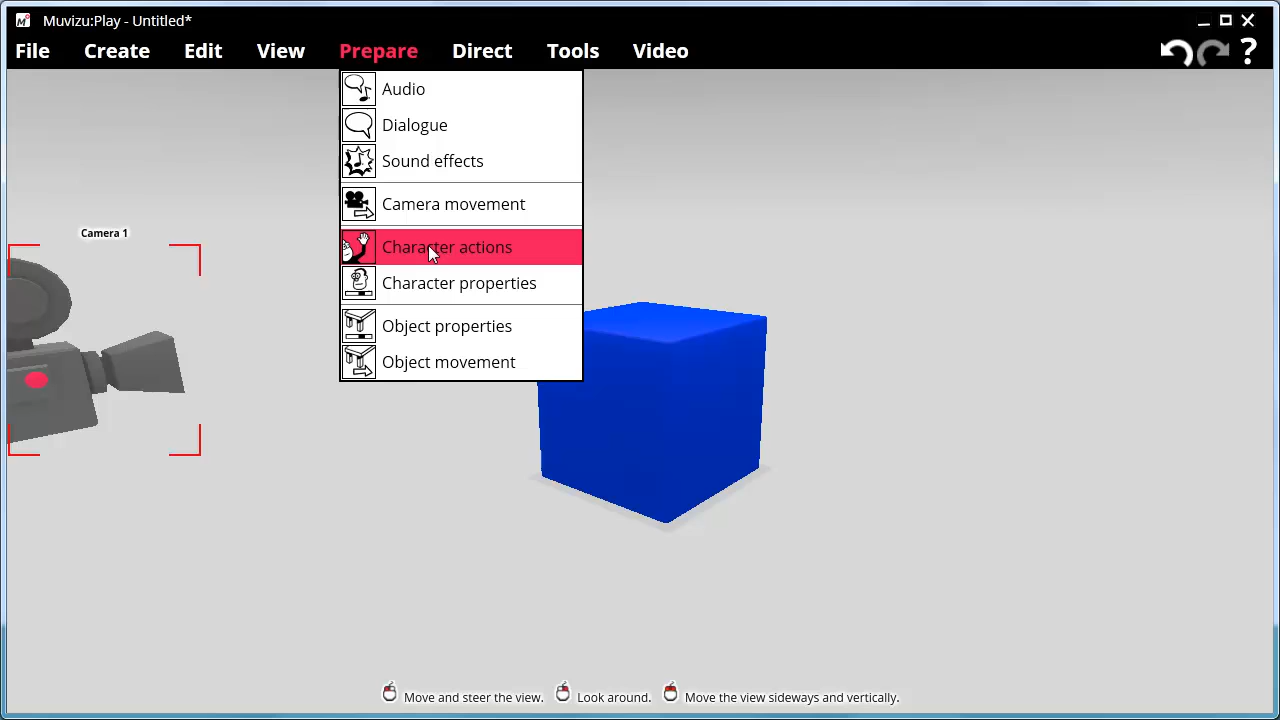 Muvizu:Play - Untitled*
File Create Edit View Prepare Direct Tools Video ?
Audio
Dialogue
Sound effects
Camera movement
Camera 1
Character actions
Character properties
Object properties
Object movement
Move and steer the view. Look around. Move the view sideways and vertically.